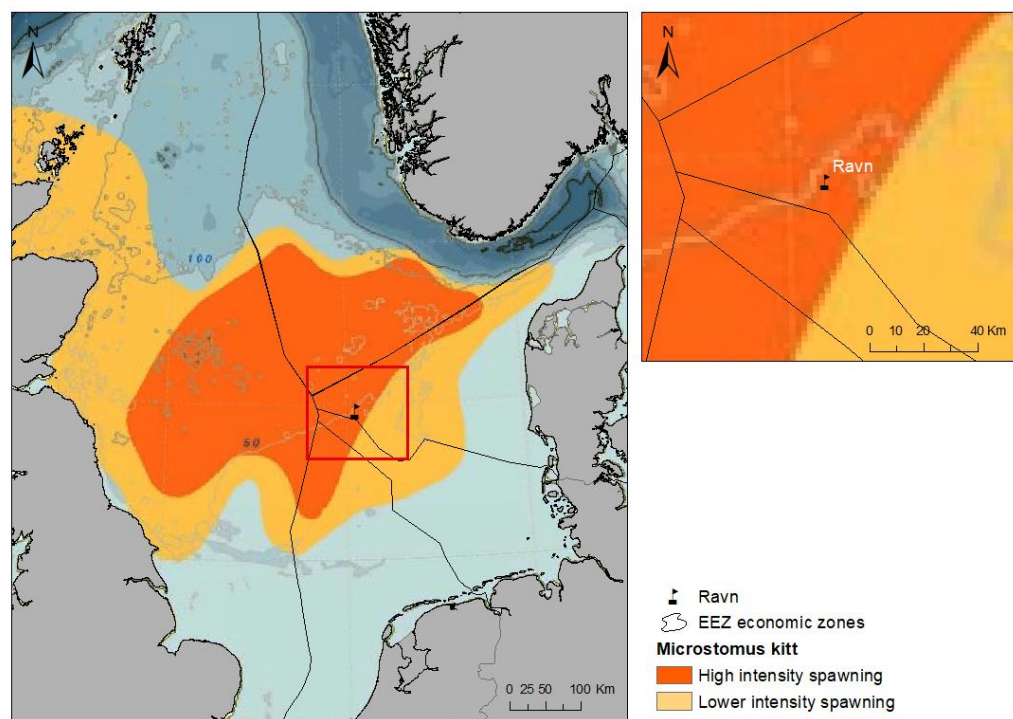 N
100
50
0 25 50 100 Km
N
Ravn
0 10 20 40 Km
Ravn
EEZ economic zones
Microstomus kitt
High intensity spawning
Lower intensity spawning